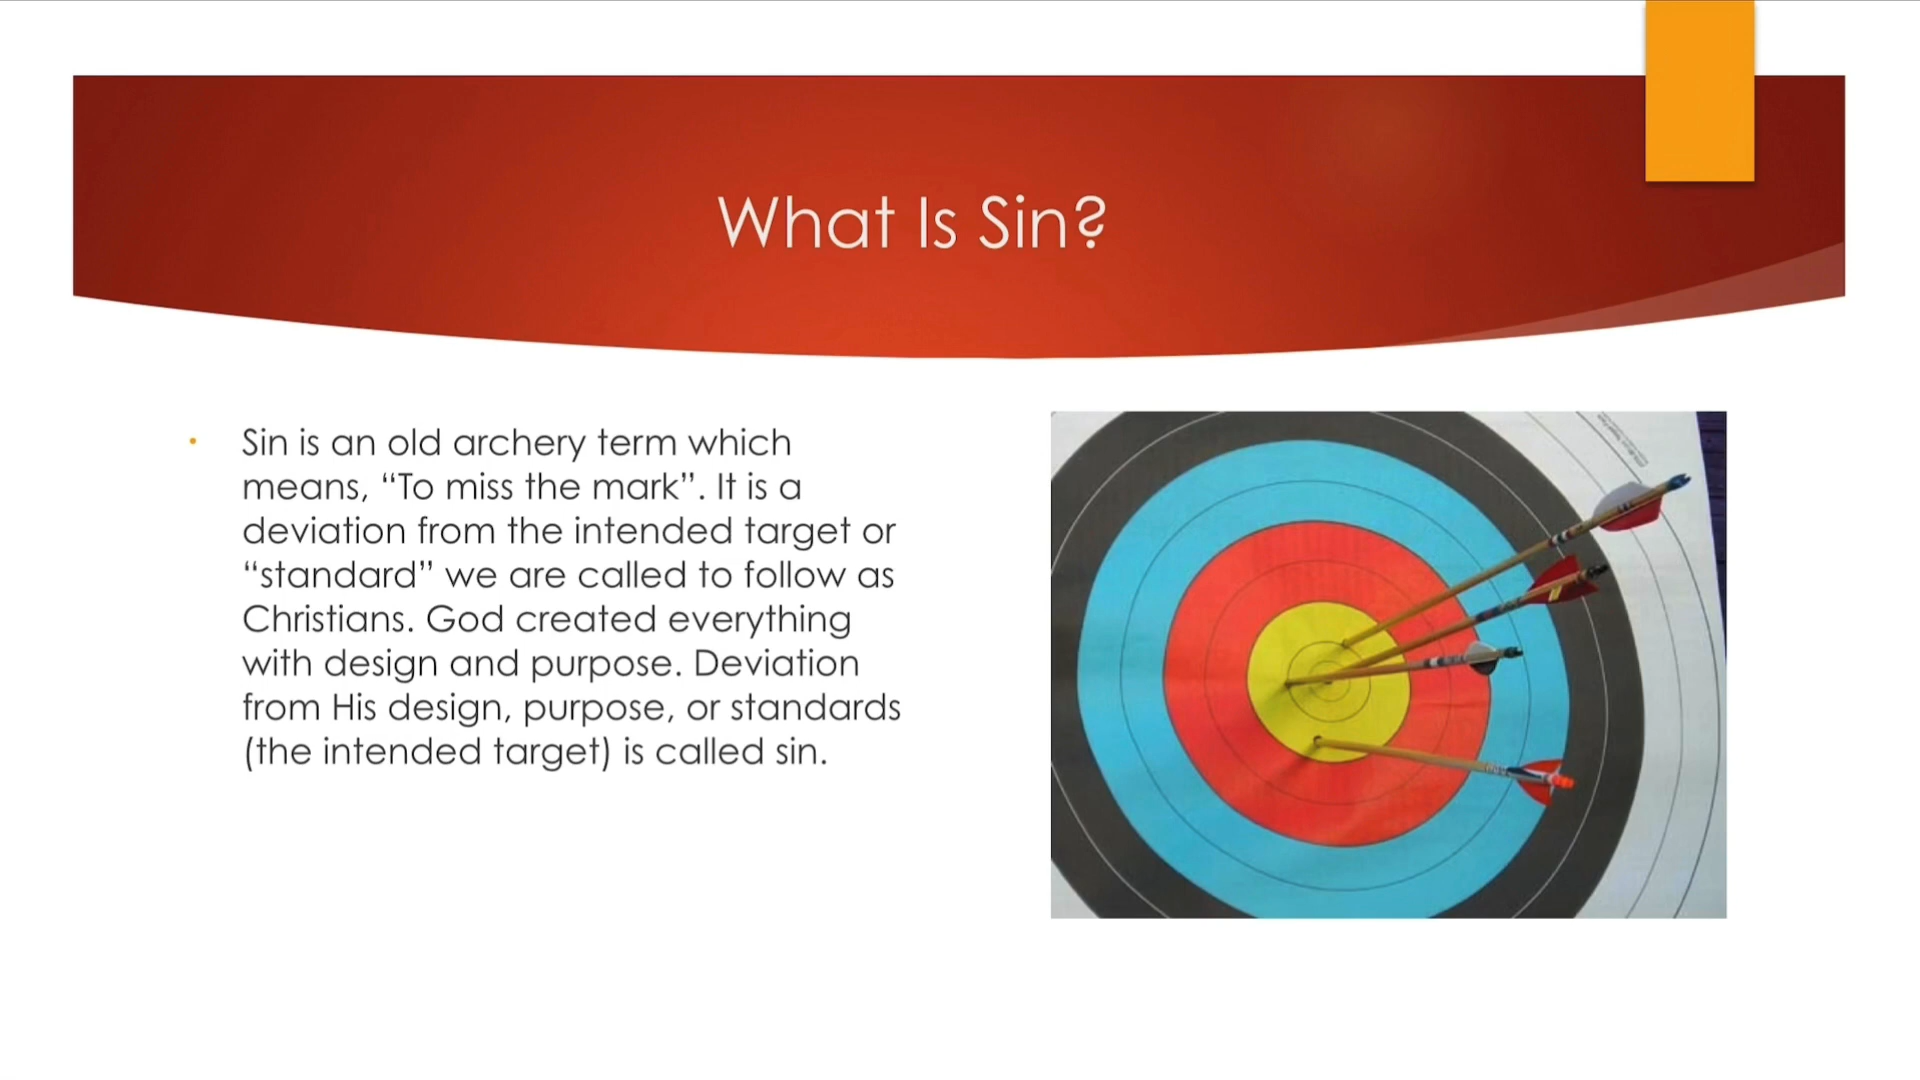 What Is Sin?
• Sin is an old archery term which
means, “To miss the mark”. It is a
deviation from the intended target or
“standard” we are called to follow as
Christians. God created everything
with design and purpose. Deviation
from His design, purpose, or standards
(the intended target) is called sin.